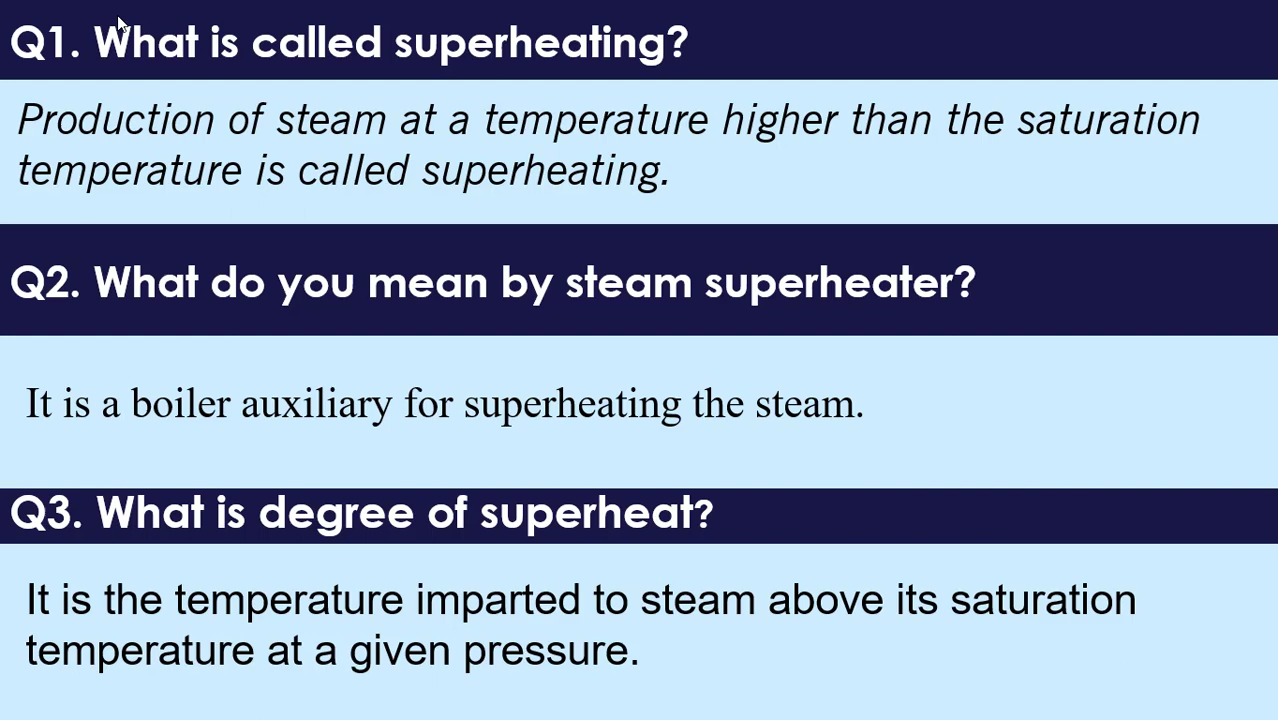 Q1. What is called superheating?
Production of steam at a temperature higher than the saturation
temperature is called superheating.
Q2. What do you mean by steam superheater?
It is a boiler auxiliary for superheating the steam.
Q3. What is degree of superheat?
It is the temperature imparted to steam above its saturation
temperature at a given pressure.